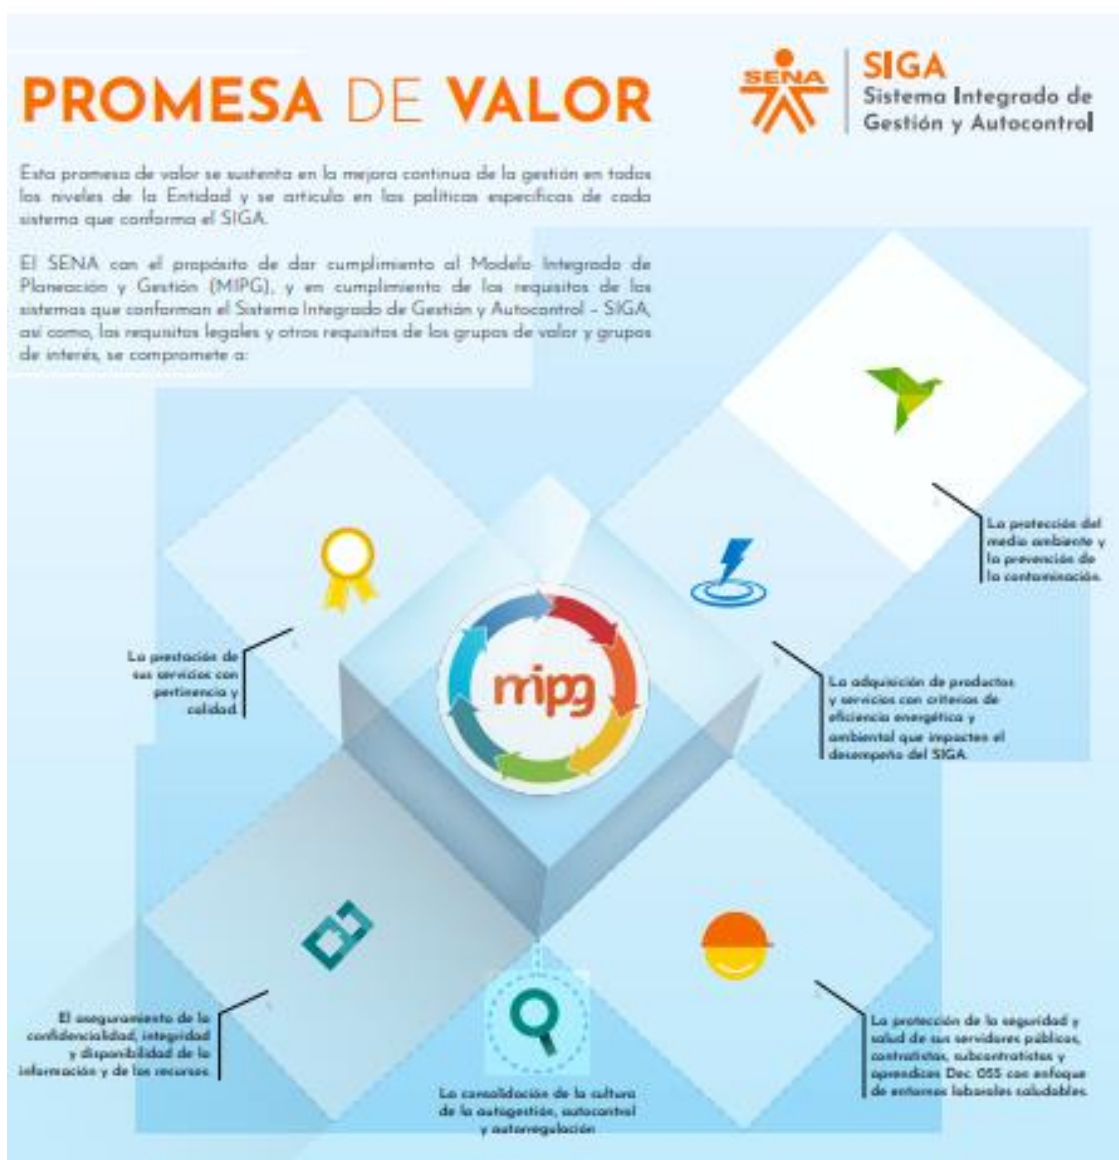 PROMESA DE VALOR
SENA
SIGA
Sistema Integrado de
Gestión y Autocontrol
Esta promesa de valor se sustenta en la mejora continua de la gestión en todos
los niveles de la Entidad y se articula en las políticas específicas de cada
sistema que conforma el SIGA.
El SENA con el propósito de dar cumplimiento al Modelo Integrado de
Planeación y Gestión (MIPG), y en cumplimiento de los requisitos de los
sistemas que conforman el Sistema Integrado de Gestión y Autocontrol – SIGA,
así como, los requisitos legales y otros requisitos de los grupos de valor y grupos
de interés, se compromete a:
La protección del
medio ambiente y
la prevención de
la contaminación.
La prestación de
sus servicios con
pertinencia y
calidad.
mipg
La adquisición de productos
y servicios con criterios de
eficiencia energética y
ambiental que impacten el
desempeño del SIGA.
El aseguramiento de la
confidencialidad, integridad
y disponibilidad de la
información y de los recursos.
La consolidación de la cultura
de la autogestión, autocontrol
y autorregulación
La protección de la seguridad y
salud de sus servidores públicos,
contratistas, subcontratistas y
aprendices Dec. 055 con enfoque
de entornos laborales saludables.